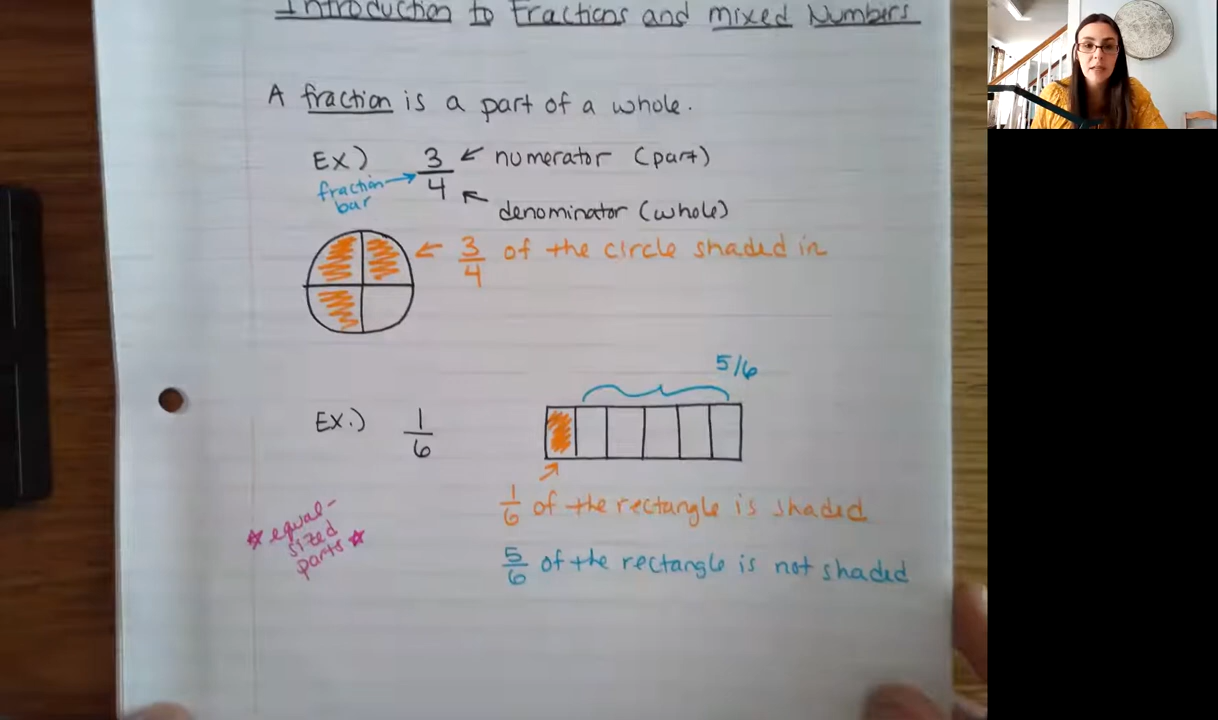 Introduction to Fractions and mixed Numbers
A fraction is a part of a whole.
Ex) 3/4 ← numerator (part)
fraction bar →
← denominator (whole)
← 3/4 of the circle shaded in
5/6
Ex.) 1/6
1/6 of the rectangle is shaded
☆ equal-
sized
parts ☆
5/6 of the rectangle is not shaded